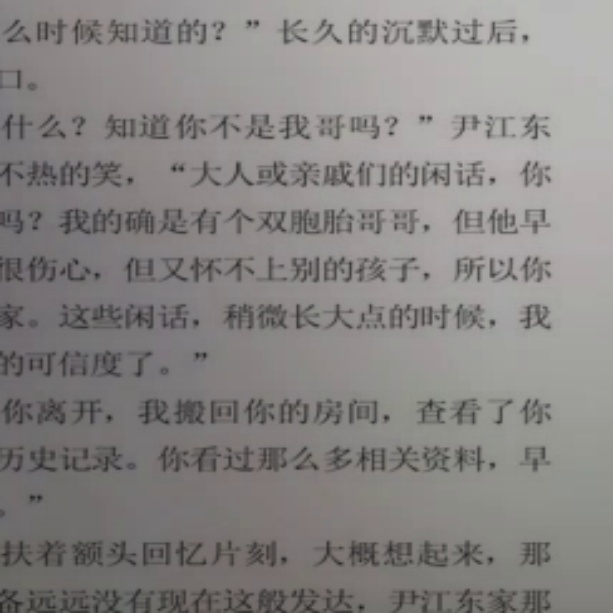 么时候知道的？”长久的沉默过后，
口。
什么？知道你不是我哥吗？”尹江东
不热的笑，“大人或亲戚们的闲话，你
吗？我的确是有个双胞胎哥哥，但他早
很伤心，但又怀不上别的孩子，所以你
家。这些闲话，稍微长大点的时候，我
的可信度了。”
你离开，我搬回你的房间，查看了你
历史记录。你看过那么多相关资料，早
。”
扶着额头回忆片刻，大概想起来，那
备远远没有现在这般发达，尹江东家那